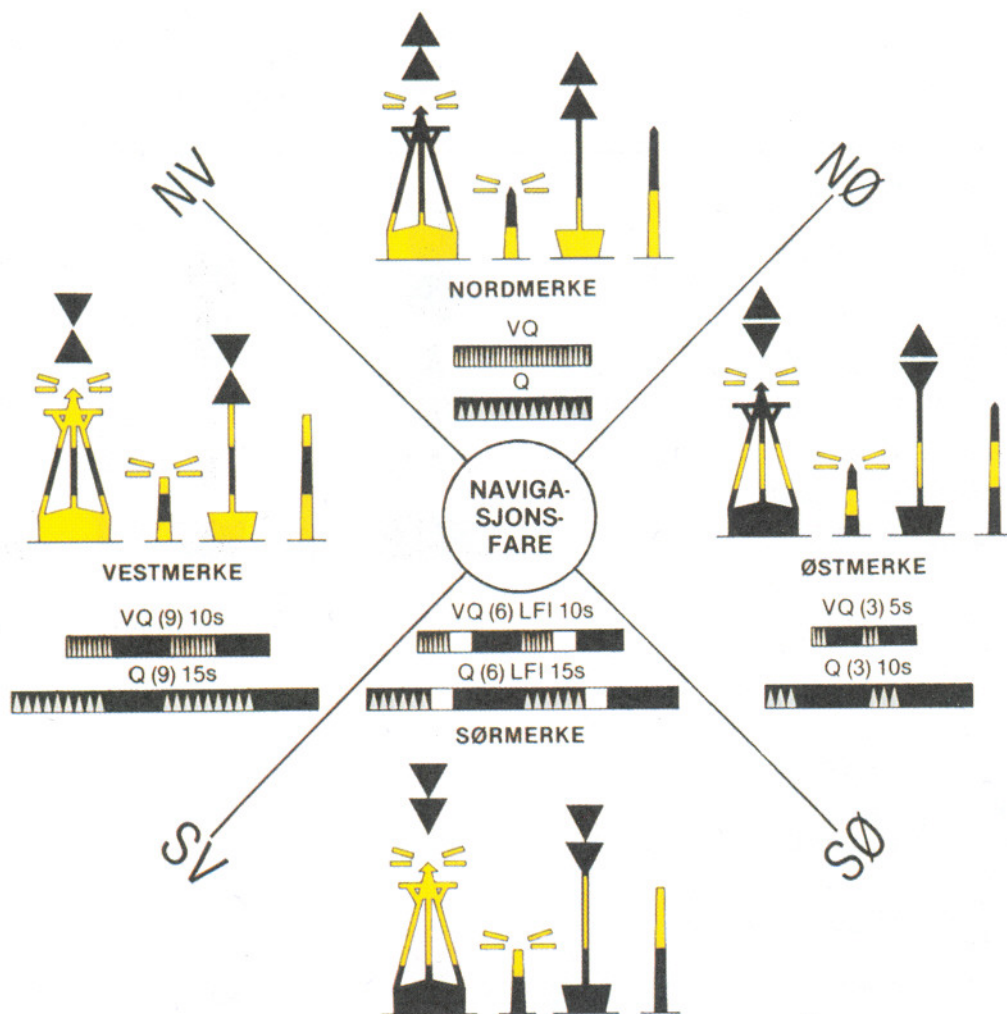 NV
NØ
NORDMERKE
VQ
Q
NAVIGA-
SJONS-
FARE
VESTMERKE
VQ (9) 10s
Q (9) 15s
ØSTMERKE
VQ (3) 5s
Q (3) 10s
VQ (6) LFl 10s
Q (6) LFl 15s
SØRMERKE
SV
SØ